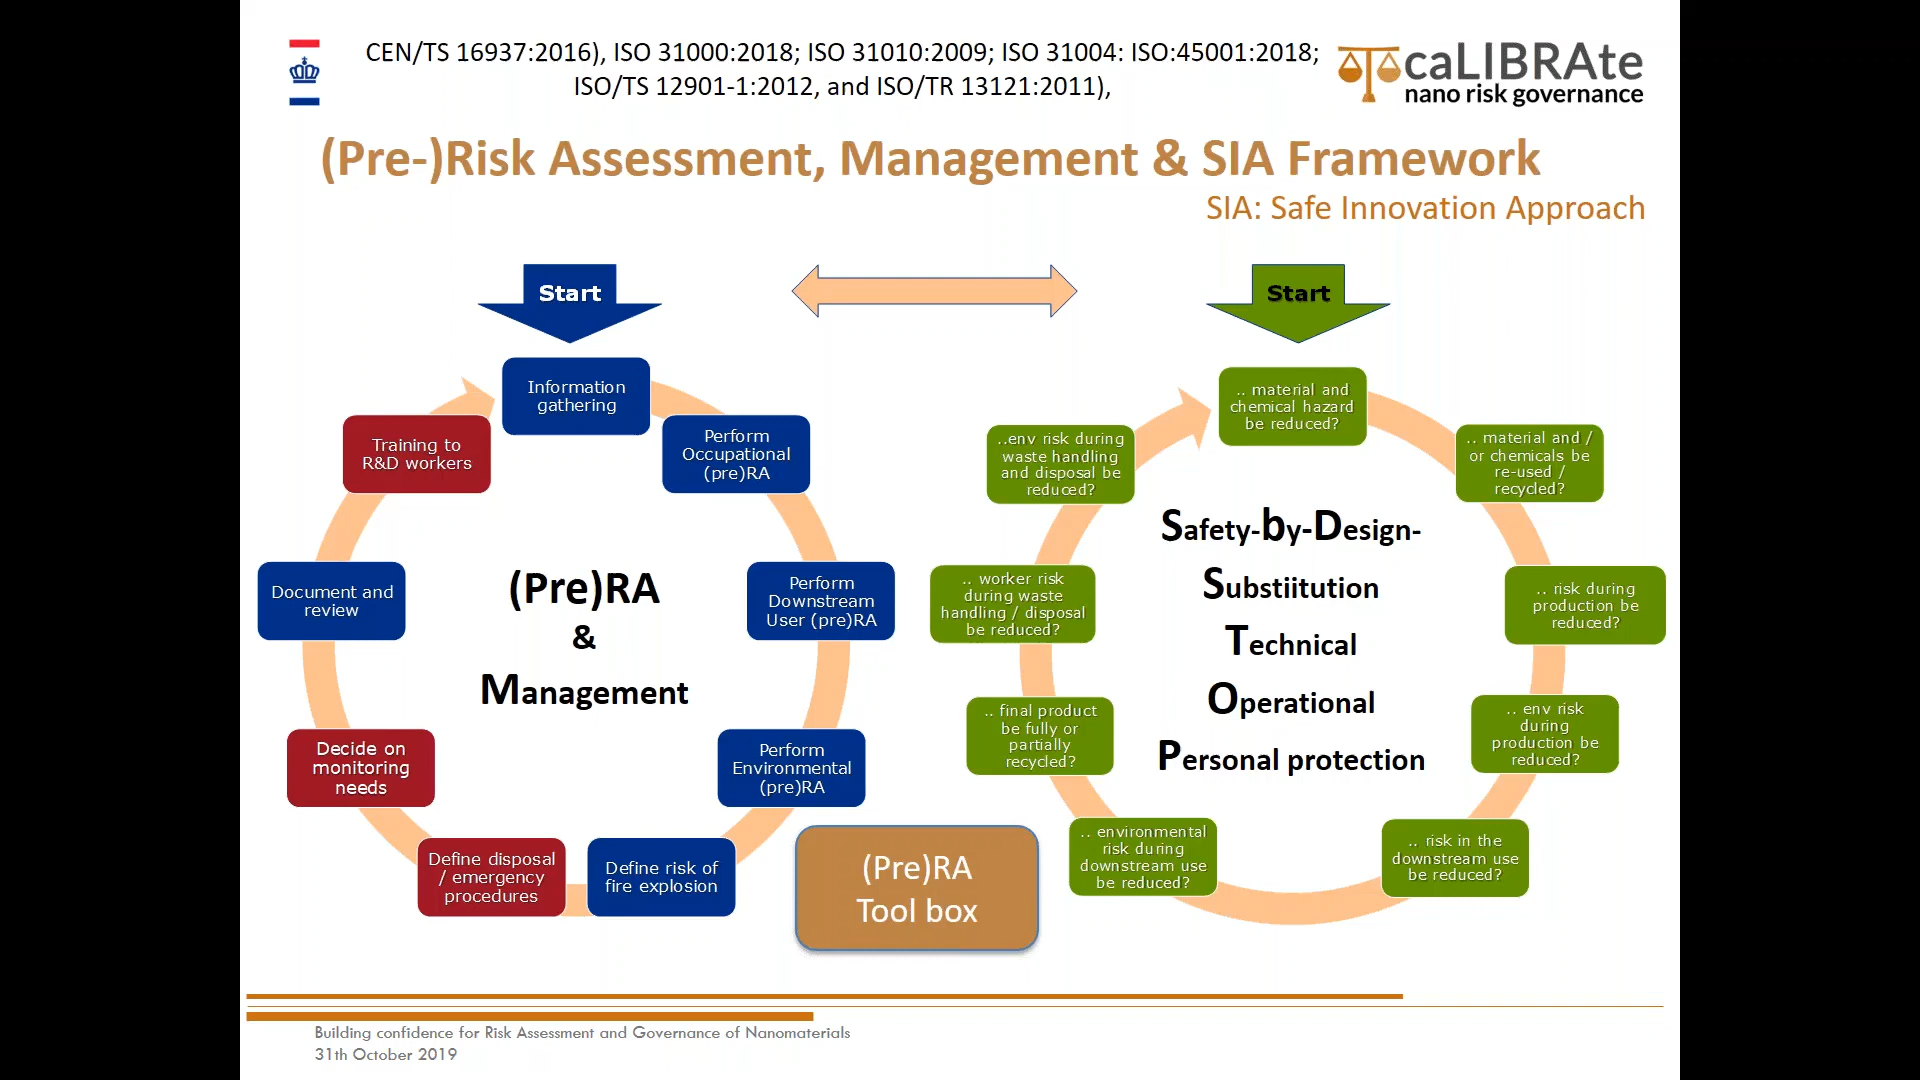 CEN/TS 16937:2016), ISO 31000:2018; ISO 31010:2009; ISO 31004: ISO:45001:2018;
ISO/TS 12901-1:2012, and ISO/TR 13121:2011),
caLIBRAte
nano risk governance
(Pre-)Risk Assessment, Management & SIA Framework
SIA: Safe Innovation Approach
Start
Information
gathering
Perform
Occupational
(pre)RA
Perform
Downstream
User (pre)RA
Perform
Environmental
(pre)RA
Define risk of
fire explosion
Define disposal
/ emergency
procedures
Decide on
monitoring
needs
Document and
review
Training to
R&D workers
(Pre)RA
&
Management
(Pre)RA
Tool box
Start
.. material and
chemical hazard
be reduced?
.. material and /
or chemicals be
re-used /
recycled?
.. risk during
production be
reduced?
.. env risk
during
production be
reduced?
.. risk in the
downstream use
be reduced?
.. environmental
risk during
downstream use
be reduced?
.. final product
be fully or
partially
recycled?
.. worker risk
during waste
handling / disposal
be reduced?
..env risk during
waste handling
and disposal be
reduced?
Safety-by-Design-
Substiitution
Technical
Operational
Personal protection
Building confidence for Risk Assessment and Governance of Nanomaterials
31th October 2019